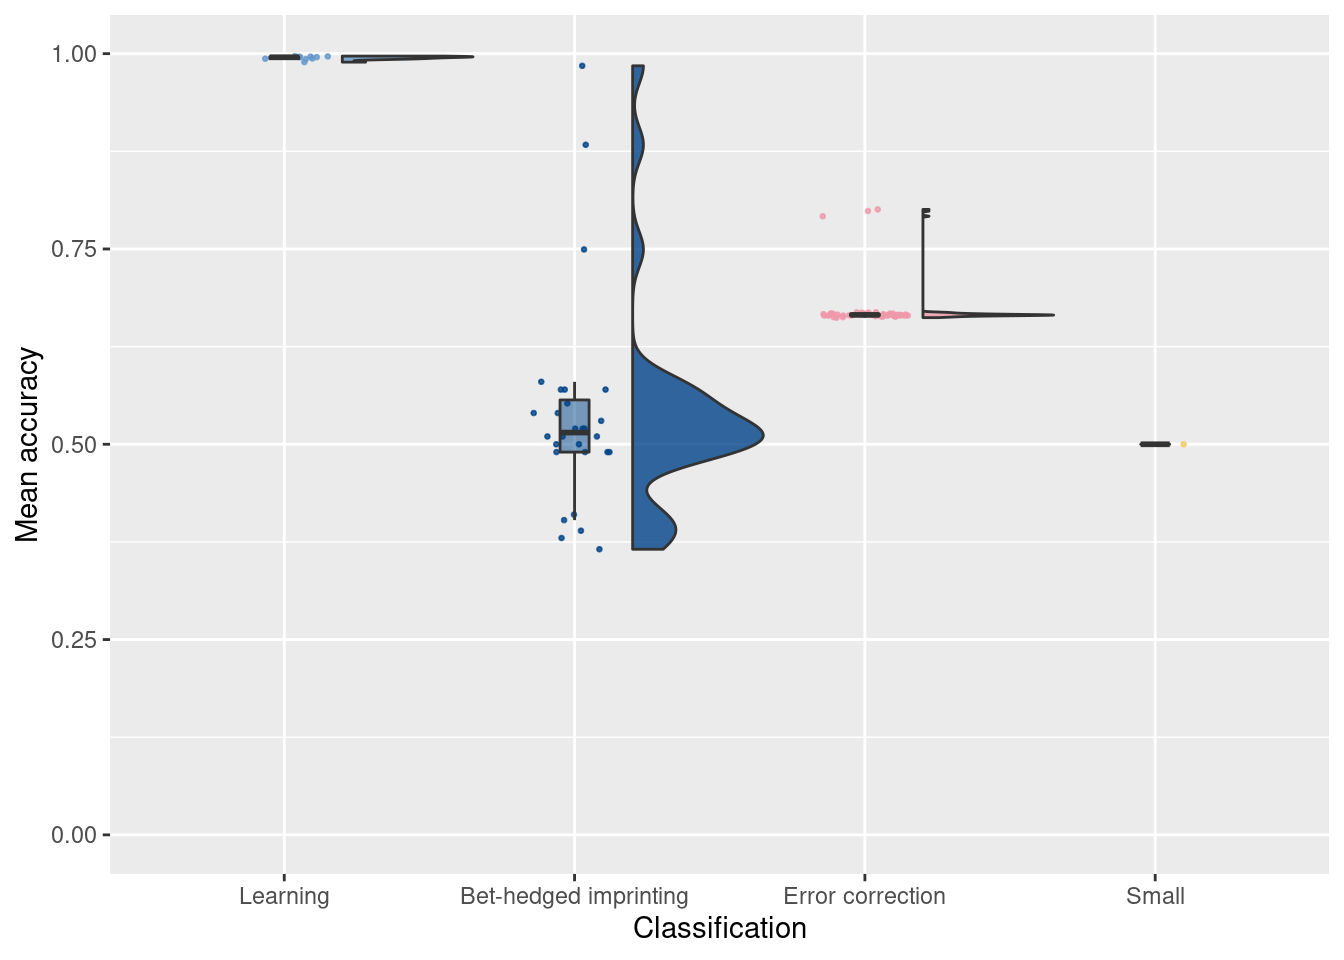 1.00
0.75
0.50
0.25
0.00
Mean accuracy
Learning
Bet-hedged imprinting
Error correction
Small
Classification